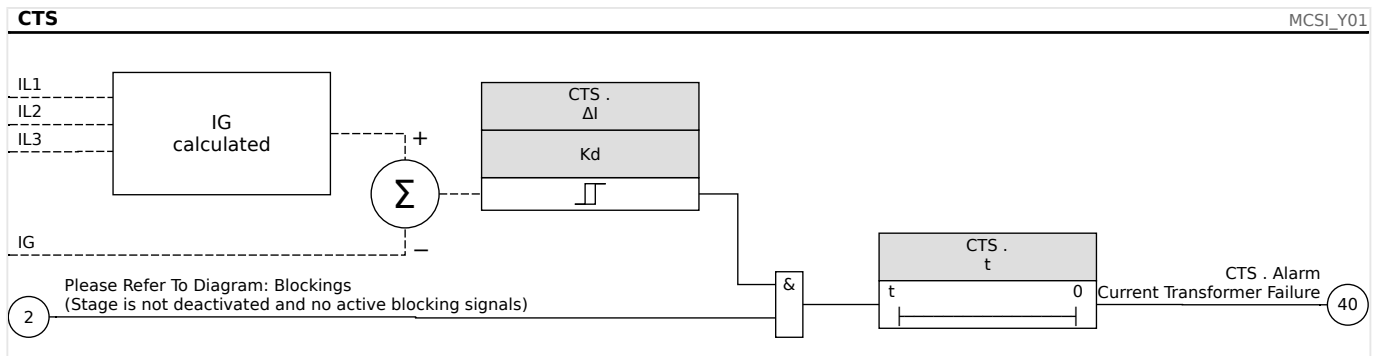 CTS
MCSI_Y01
IL1
IL2
IL3
IG
calculated
+
Σ
−
IG
CTS .
ΔI
Kd
Please Refer To Diagram: Blockings
(Stage is not deactivated and no active blocking signals)
2
&
CTS .
t
t 0
CTS . Alarm
Current Transformer Failure
40